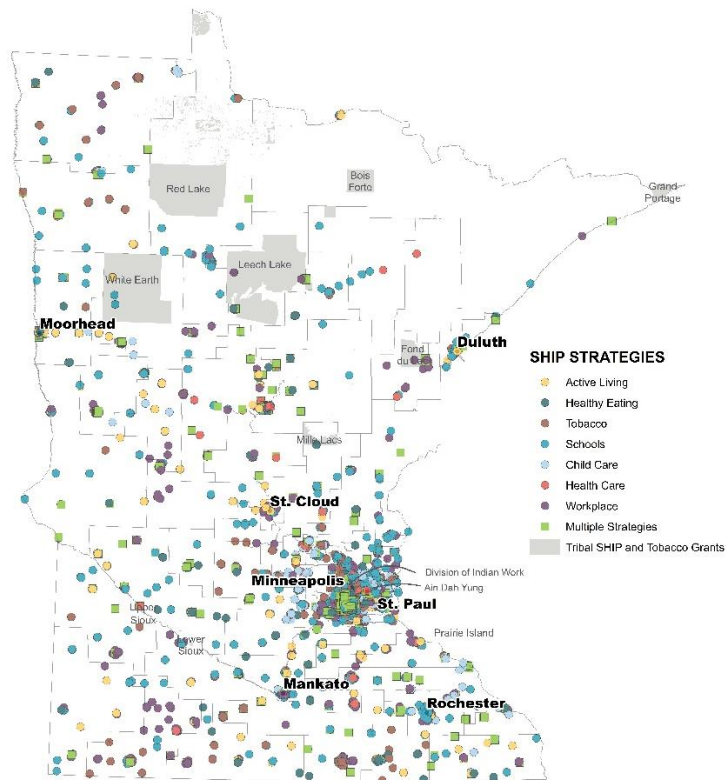 Red Lake
Bois
Forte
Grand
Portage
Leech Lake
White Earth
Moorhead
Duluth
Fond
du Lac
SHIP STRATEGIES
Active Living
Healthy Eating
Tobacco
Schools
Child Care
Health Care
Workplace
Multiple Strategies
Tribal SHIP and Tobacco Grants
Mille Lacs
St. Cloud
Minneapolis
Division of Indian Work
Ain Dah Yung
St. Paul
Upper
Sioux
Lower
Sioux
Prairie Island
Mankato
Rochester